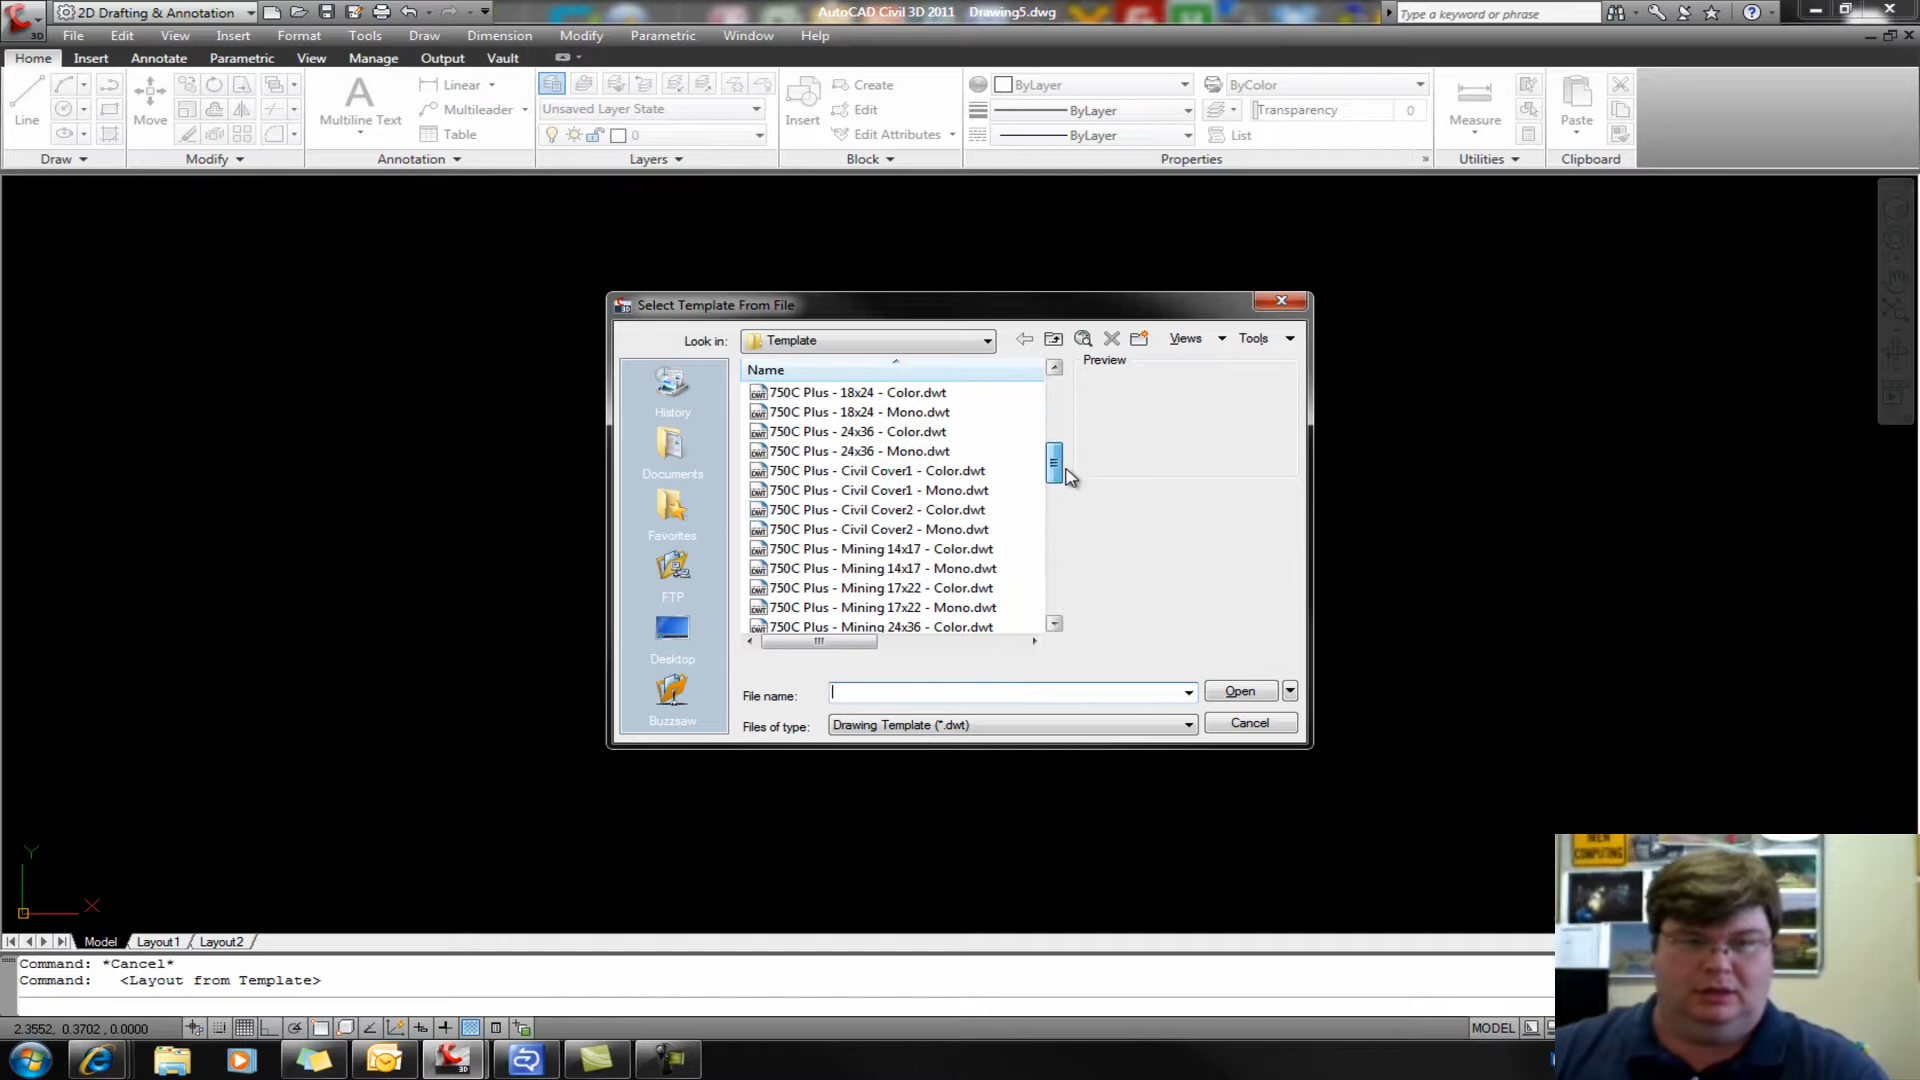 2D Drafting & Annotation
AutoCAD Civil 3D 2011 Drawing5.dwg
Type a keyword or phrase
3D
File Edit View Insert Format Tools Draw Dimension Modify Parametric Window Help
Home Insert Annotate Parametric View Manage Output Vault
Line
Move
Multiline Text
Linear
Multileader
Table
Unsaved Layer State
0
Insert
Create
Edit
Edit Attributes
ByLayer
ByLayer
ByLayer
ByColor
Transparency 0
List
Measure
Paste
Draw Modify Annotation Layers Block Properties Utilities Clipboard
Select Template From File
Look in: Template
Views Tools
History
Documents
Favorites
FTP
Desktop
Buzzsaw
Name
750C Plus - 18x24 - Color.dwt
750C Plus - 18x24 - Mono.dwt
750C Plus - 24x36 - Color.dwt
750C Plus - 24x36 - Mono.dwt
750C Plus - Civil Cover1 - Color.dwt
750C Plus - Civil Cover1 - Mono.dwt
750C Plus - Civil Cover2 - Color.dwt
750C Plus - Civil Cover2 - Mono.dwt
750C Plus - Mining 14x17 - Color.dwt
750C Plus - Mining 14x17 - Mono.dwt
750C Plus - Mining 17x22 - Color.dwt
750C Plus - Mining 17x22 - Mono.dwt
750C Plus - Mining 24x36 - Color.dwt
Preview
File name:
Open
Files of type: Drawing Template (*.dwt)
Cancel
Y
X
Model Layout1 Layout2
Command: *Cancel*
Command: <Layout from Template>
2.3552, 0.3702 , 0.0000
MODEL
MEN
COMPUTING